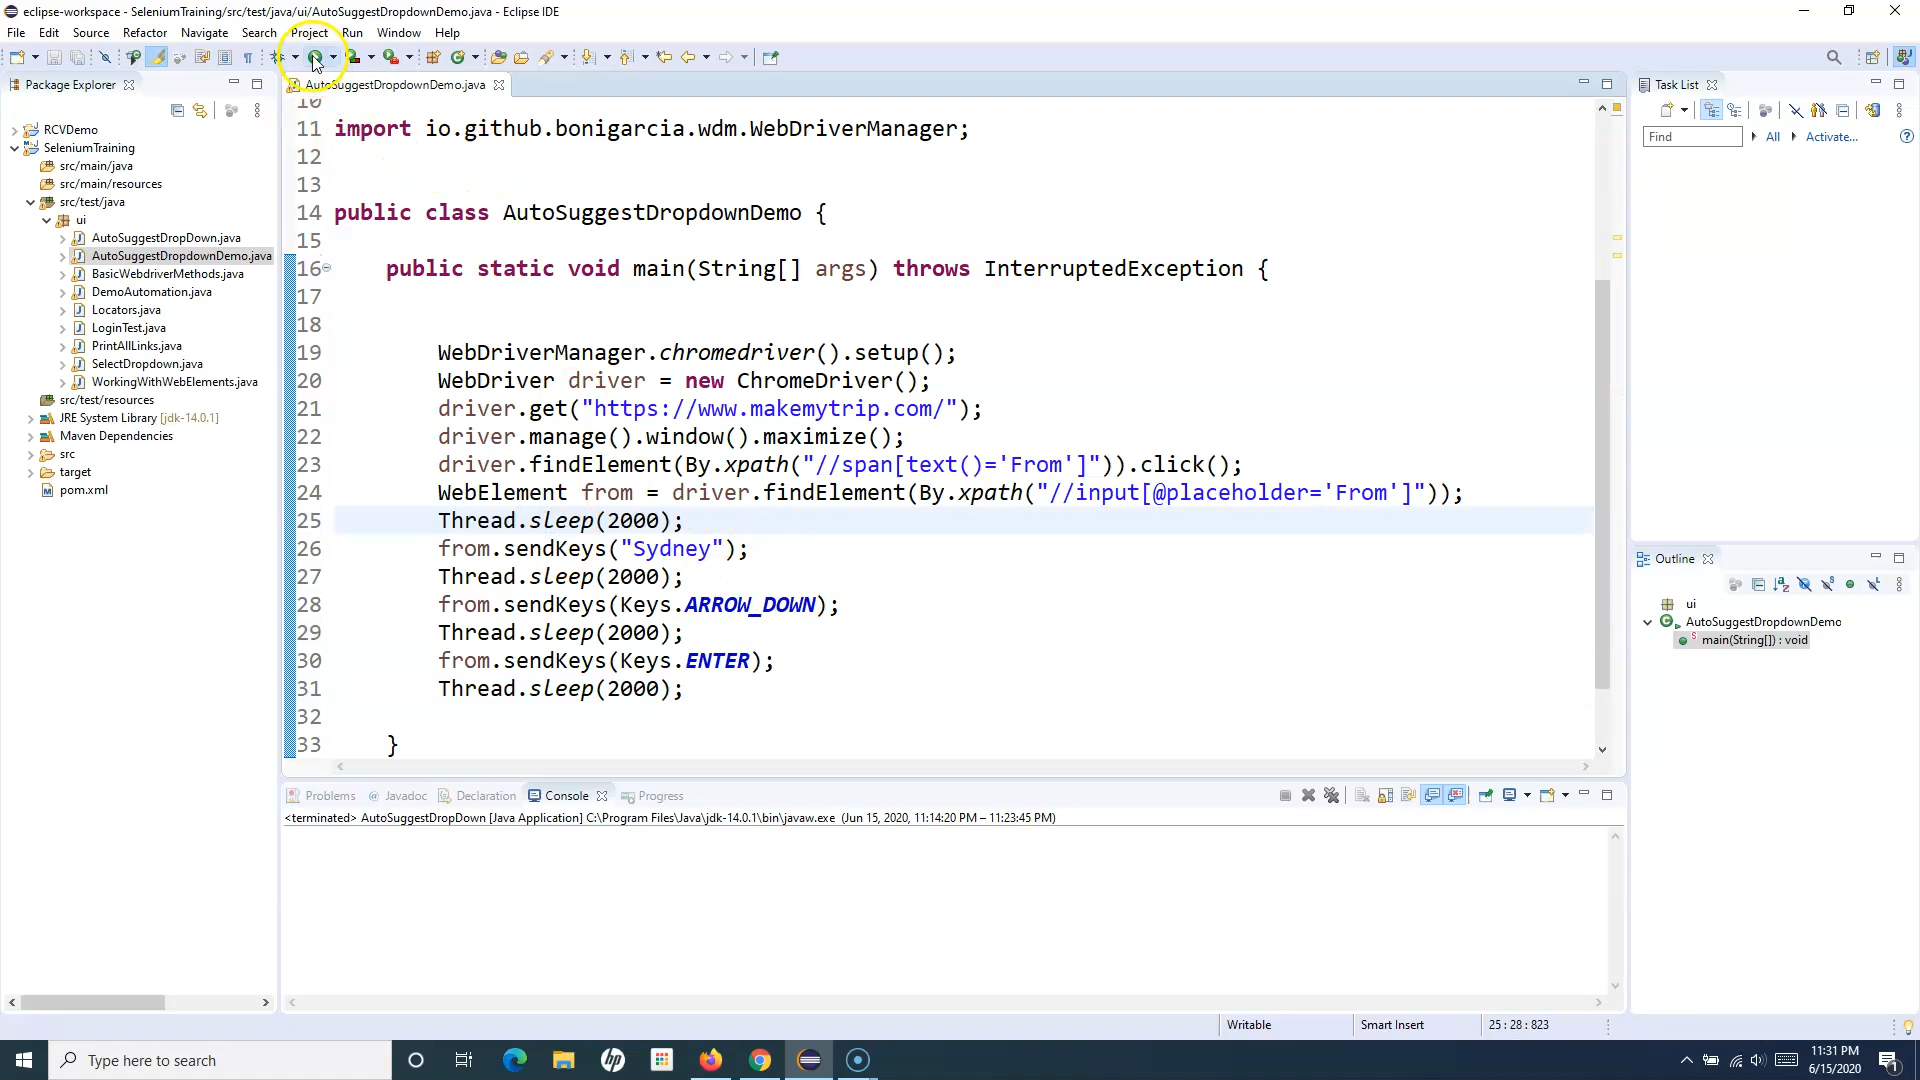 eclipse-workspace - SeleniumTraining/src/test/java/ui/AutoSuggestDropdownDemo.java - Eclipse IDE
File Edit Source Refactor Navigate Search Project Run Window Help
Package Explorer
RCVDemo
SeleniumTraining
src/main/java
src/main/resources
src/test/java
ui
AutoSuggestDropDown.java
AutoSuggestDropdownDemo.java
BasicWebdriverMethods.java
DemoAutomation.java
Locators.java
LoginTest.java
PrintAllLinks.java
SelectDropdown.java
WorkingWithWebElements.java
src/test/resources
JRE System Library [jdk-14.0.1]
Maven Dependencies
src
target
pom.xml
AutoSuggestDropdownDemo.java
10
11 import io.github.bonigarcia.wdm.WebDriverManager;
12
13
14 public class AutoSuggestDropdownDemo {
15
16 public static void main(String[] args) throws InterruptedException {
17
18
19 WebDriverManager.chromedriver().setup();
20 WebDriver driver = new ChromeDriver();
21 driver.get("https://www.makemytrip.com/");
22 driver.manage().window().maximize();
23 driver.findElement(By.xpath("//span[text()='From']")).click();
24 WebElement from = driver.findElement(By.xpath("//input[@placeholder='From']"));
25 Thread.sleep(2000);
26 from.sendKeys("Sydney");
27 Thread.sleep(2000);
28 from.sendKeys(Keys.ARROW_DOWN);
29 Thread.sleep(2000);
30 from.sendKeys(Keys.ENTER);
31 Thread.sleep(2000);
32
33 }
Problems @ Javadoc Declaration Console Progress
<terminated> AutoSuggestDropDown [Java Application] C:\Program Files\Java\jdk-14.0.1\bin\javaw.exe (Jun 15, 2020, 11:14:20 PM – 11:23:45 PM)
Task List
Find All Activate...
Outline
ui
AutoSuggestDropdownDemo
main(String[]) : void
Writable Smart Insert 25 : 28 : 823
Type here to search
11:31 PM
6/15/2020